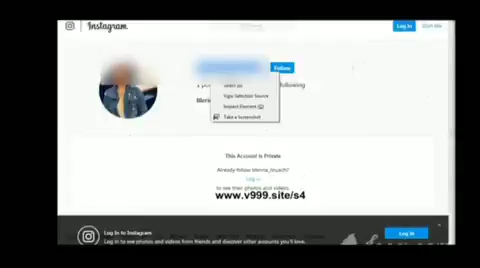 Instagram.
Log In
Follow
following
View Selection Source
Inspect Element (Q)
Take a Screenshot
This Account is Private
Already follow
Log in
to see their photos and videos.
www.v999.site/s4
Log In to Instagram
Log in to see photos and videos from friends and discover other accounts you'll love.
Log In